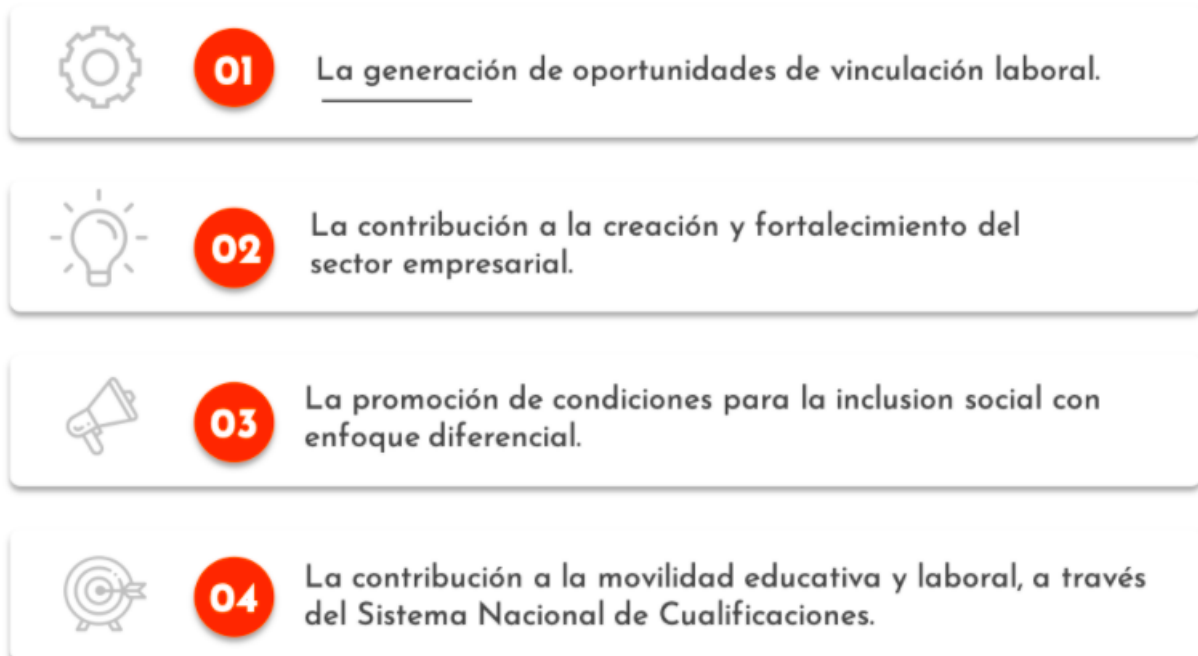 01
La generación de oportunidades de vinculación laboral.
02
La contribución a la creación y fortalecimiento del
sector empresarial.
03
La promoción de condiciones para la inclusion social con
enfoque diferencial.
04
La contribución a la movilidad educativa y laboral, a través
del Sistema Nacional de Cualificaciones.